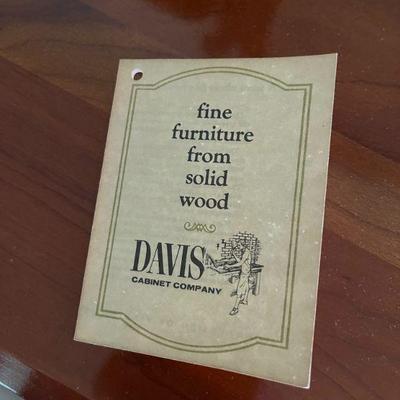 fine
furniture
from
solid
wood
DAVIS
CABINET COMPANY